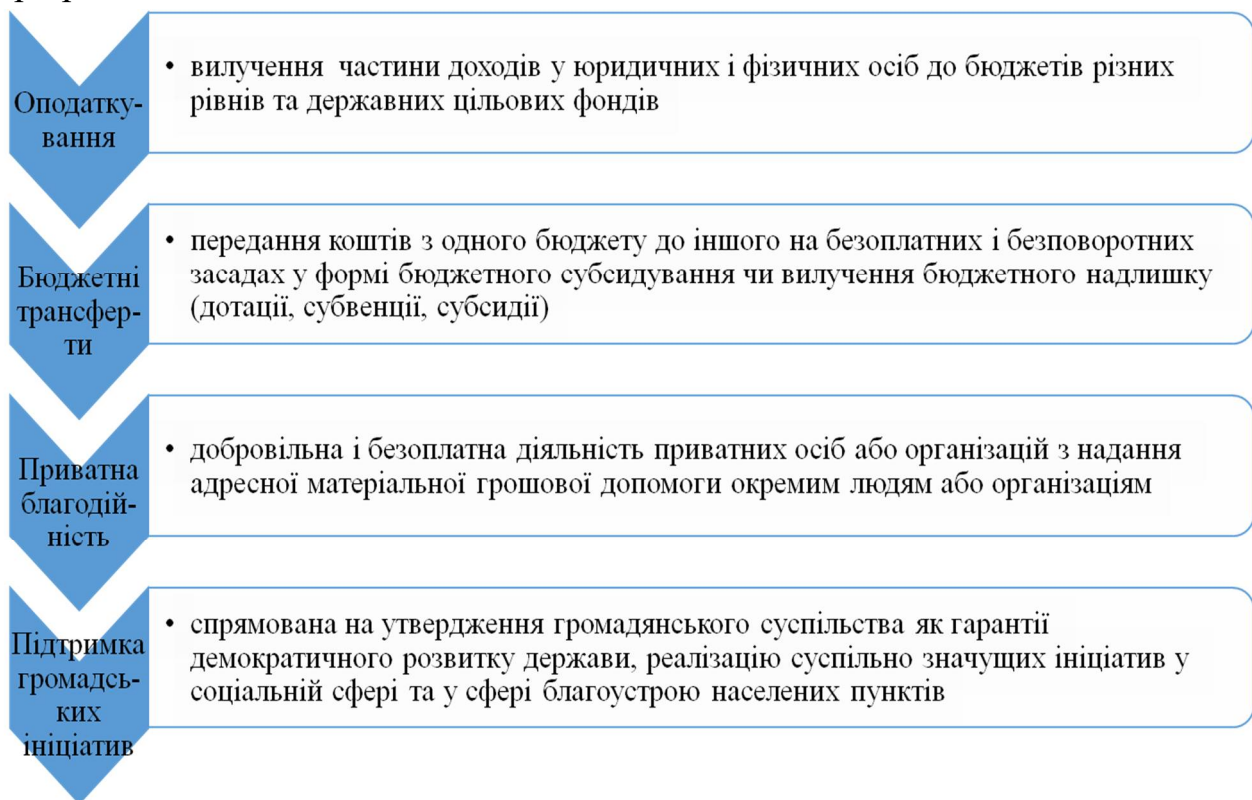 Оподатку-
вання
• вилучення частини доходів у юридичних і фізичних осіб до бюджетів різних
рівнів та державних цільових фондів
Бюджетні
трансфер-
ти
• передання коштів з одного бюджету до іншого на безоплатних і безповоротних
засадах у формі бюджетного субсидування чи вилучення бюджетного надлишку
(дотації, субвенції, субсидії)
Приватна
благодій-
ність
• добровільна і безоплатна діяльність приватних осіб або організацій з надання
адресної матеріальної грошової допомоги окремим людям або організаціям
Підтримка
громадсь-
ких
ініціатив
• спрямована на утвердження громадянського суспільства як гарантії
демократичного розвитку держави, реалізацію суспільно значущих ініціатив у
соціальній сфері та у сфері благоустрою населених пунктів